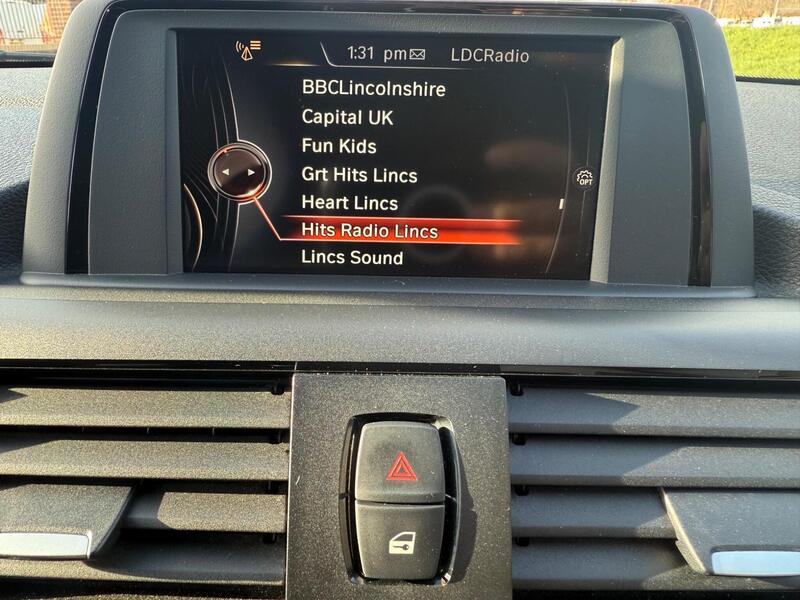 1:31 pm LDCRadio
BBCLincolnshire
Capital UK
Fun Kids
Grt Hits Lincs
OPT
Heart Lincs
Hits Radio Lincs
Lincs Sound